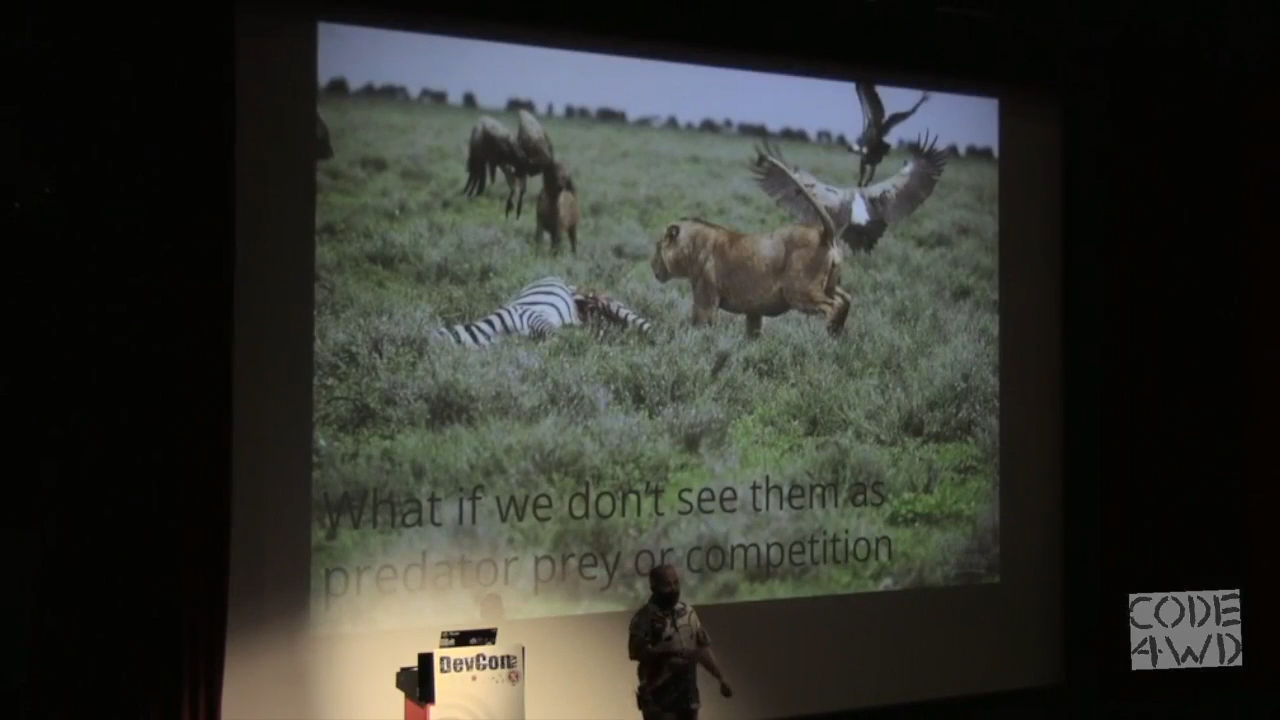 What if we don't see them as
predator prey or competition
DevCon
CODE
4WD